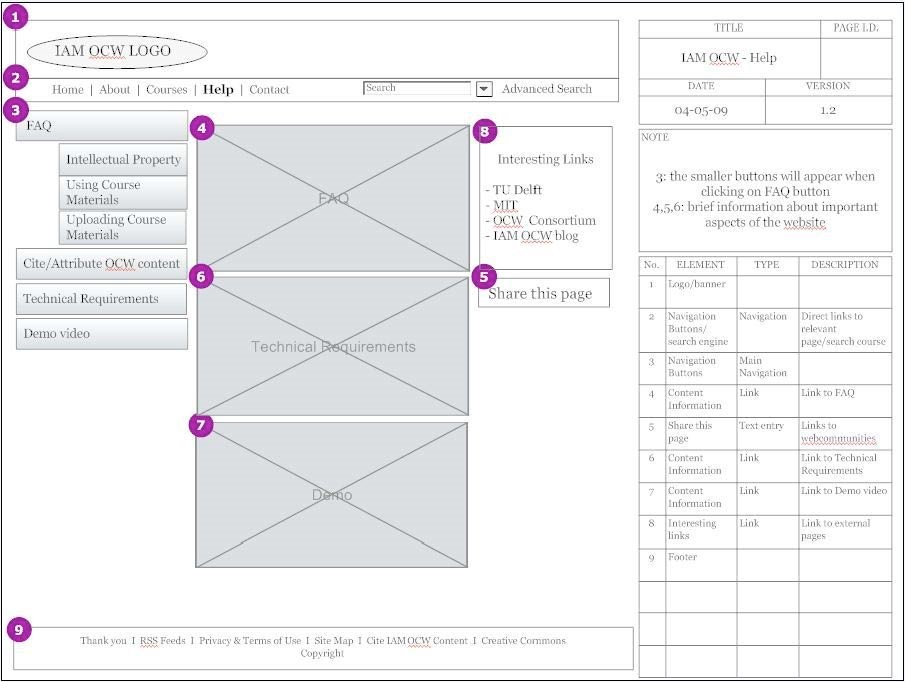 1
IAM OCW LOGO
2
Home | About | Courses | Help | Contact
Search
Advanced Search
3
FAQ
Intellectual Property
Using Course
Materials
Uploading Course
Materials
Cite/Attribute OCW content
Technical Requirements
Demo video
4
FAQ
6
Technical Requirements
7
Demo
8
Interesting Links
- TU Delft
- MIT
- OCW Consortium
- IAM OCW blog
5
Share this page
9
Thank you I RSS Feeds I Privacy & Terms of Use I Site Map I Cite IAM OCW Content I Creative Commons
Copyright
TITLE PAGE I.D.
IAM OCW - Help
DATE VERSION
04-05-09 1.2
NOTE
3: the smaller buttons will appear when
clicking on FAQ button
4,5,6: brief information about important
aspects of the website
No. ELEMENT TYPE DESCRIPTION
1 Logo/banner
2 Navigation Navigation Direct links to
Buttons/ relevant
search engine page/search course
3 Navigation Main
Buttons Navigation
4 Content Link Link to FAQ
Information
5 Share this Text entry Links to
page webcommunities
6 Content Link Link to Technical
Information Requirements
7 Content Link Link to Demo video
Information
8 Interesting Link Link to external
links pages
9 Footer